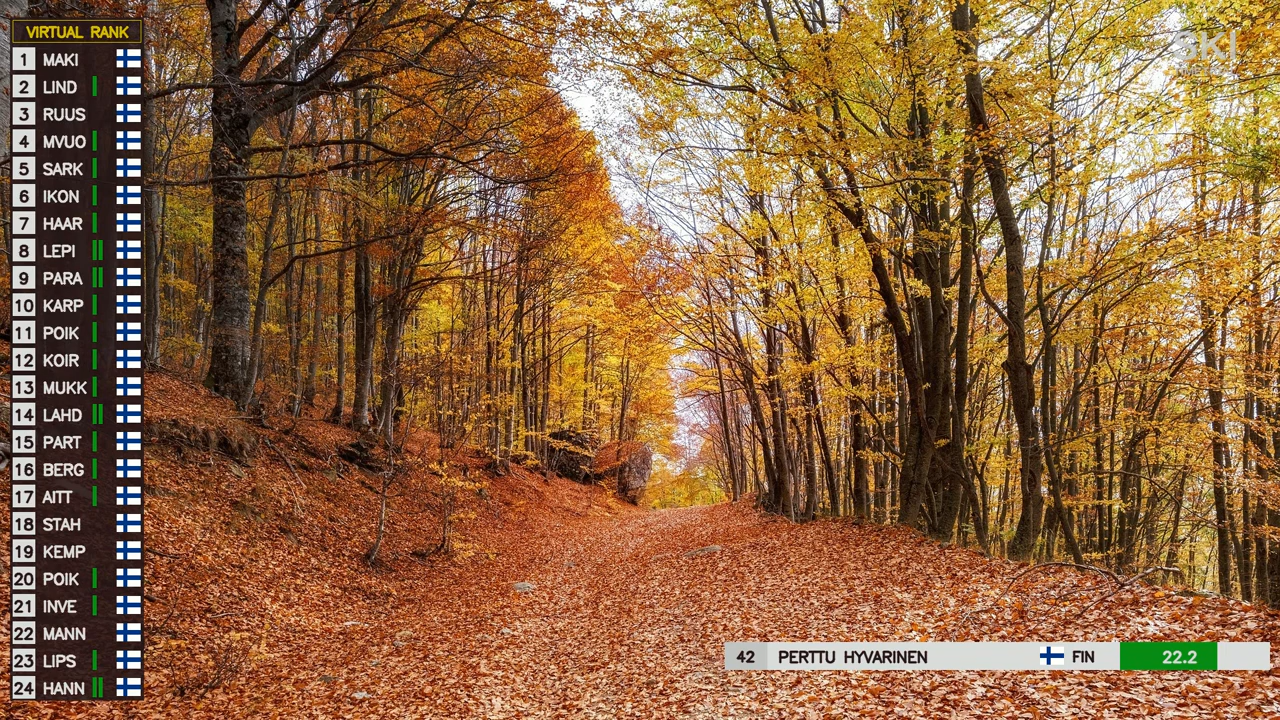 VIRTUAL RANK
1 MAKI
2 LIND
3 RUUS
4 MVUO
5 SARK
6 IKON
7 HAAR
8 LEPI
9 PARA
10 KARP
11 POIK
12 KOIR
13 MUKK
14 LAHD
15 PART
16 BERG
17 AITT
18 STAH
19 KEMP
20 POIK
21 INVE
22 MANN
23 LIPS
24 HANN
SKI
42 PERTTU HYVARINEN FIN 22.2